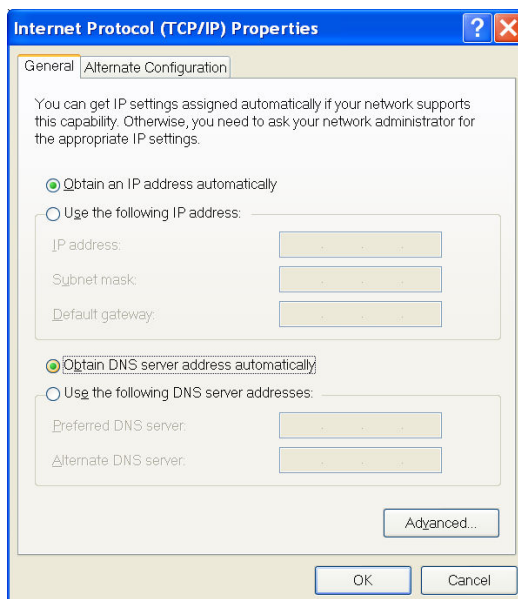 Internet Protocol (TCP/IP) Properties
General
Alternate Configuration
You can get IP settings assigned automatically if your network supports
this capability. Otherwise, you need to ask your network administrator for
the appropriate IP settings.
Obtain an IP address automatically
Use the following IP address:
IP address:
Subnet mask:
Default gateway:
Obtain DNS server address automatically
Use the following DNS server addresses:
Preferred DNS server:
Alternate DNS server:
Advanced...
OK
Cancel